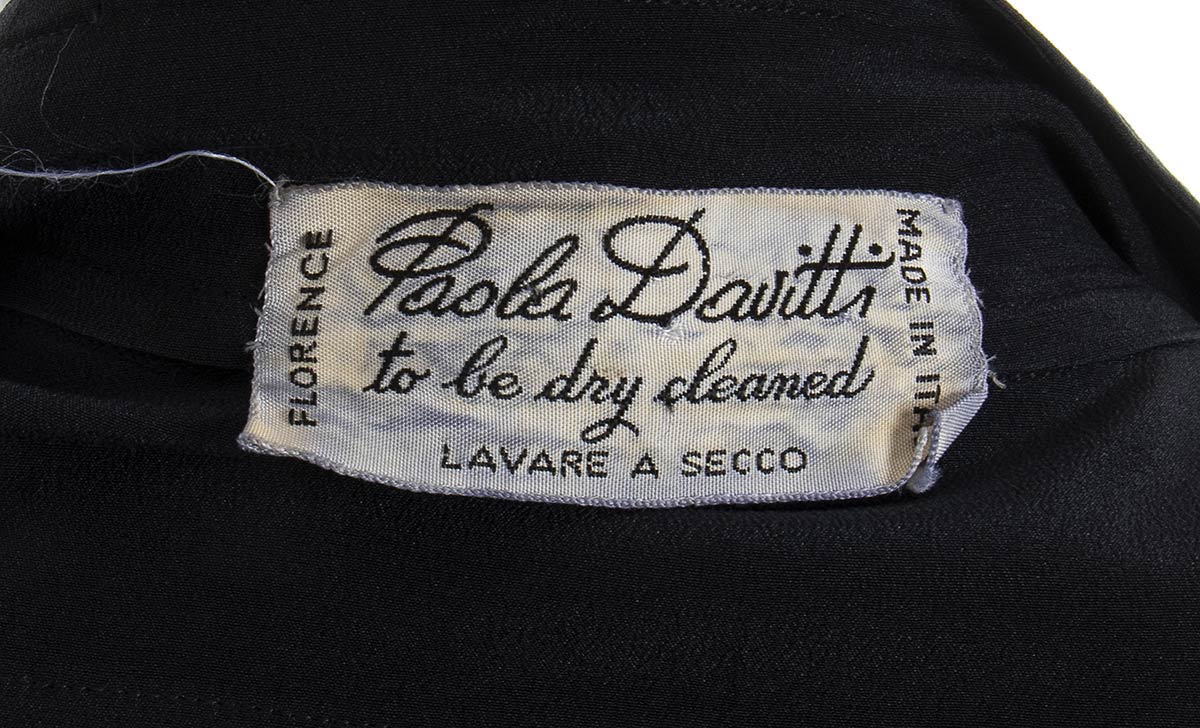 FLORENCE
Paola Davitti
to be dry cleaned
LAVARE A SECCO
MADE IN ITA